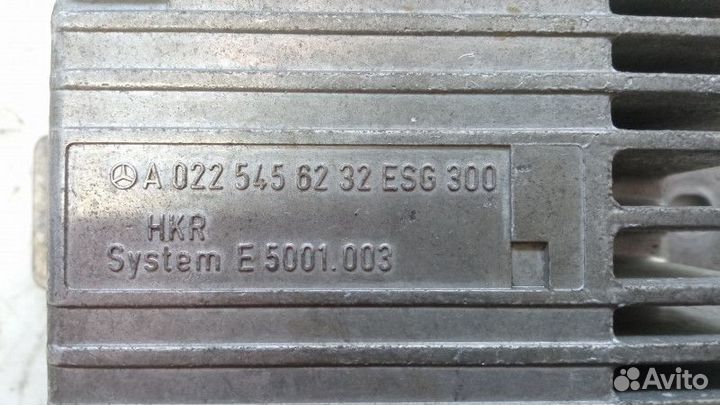 A 022 545 62 32 ESG 300
HKR
System E 5001.003
Avito